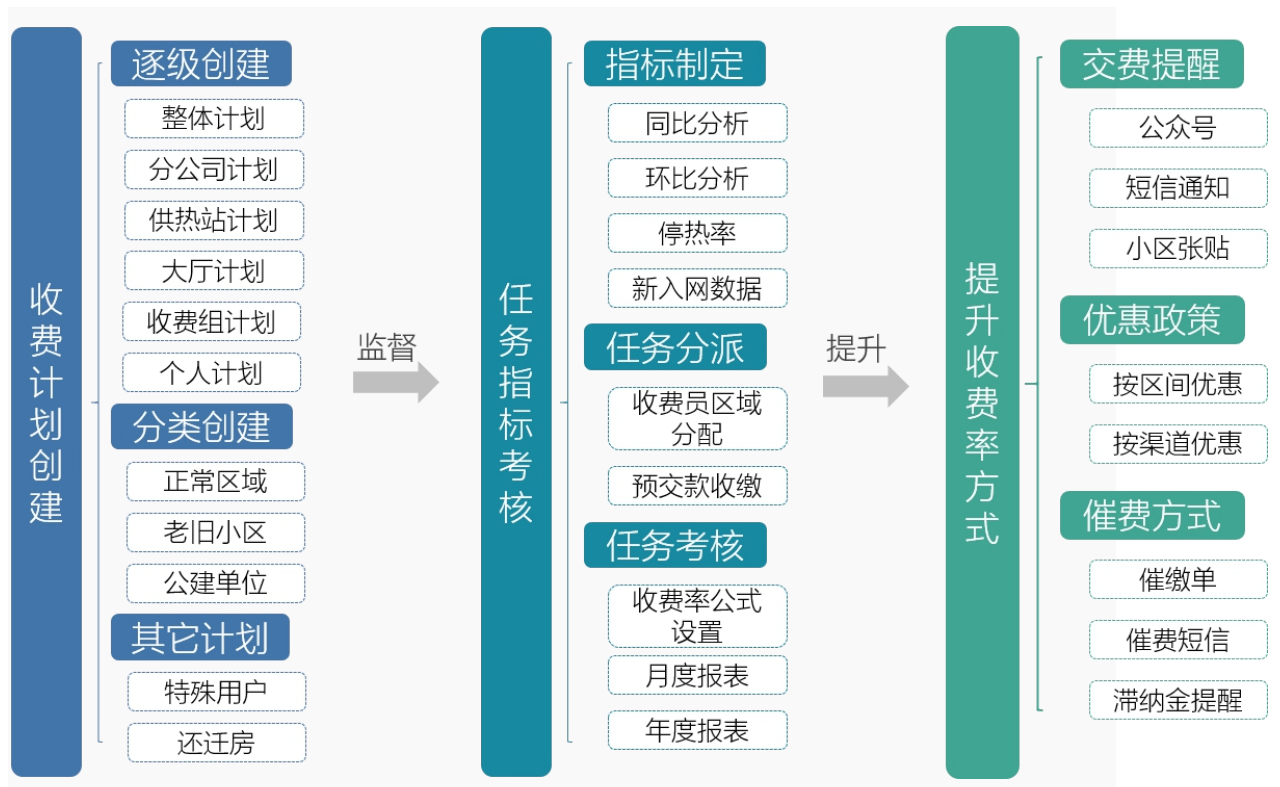 收费计划创建
逐级创建
整体计划
分公司计划
供热站计划
大厅计划
收费组计划
个人计划
分类创建
正常区域
老旧小区
公建单位
其它计划
特殊用户
还迁房
监督
任务指标考核
指标制定
同比分析
环比分析
停热率
新入网数据
任务分派
收费员区域
分配
预交款收缴
任务考核
收费率公式
设置
月度报表
年度报表
提升
提升收费率方式
交费提醒
公众号
短信通知
小区张贴
优惠政策
按区间优惠
按渠道优惠
催费方式
催缴单
催费短信
滞纳金提醒